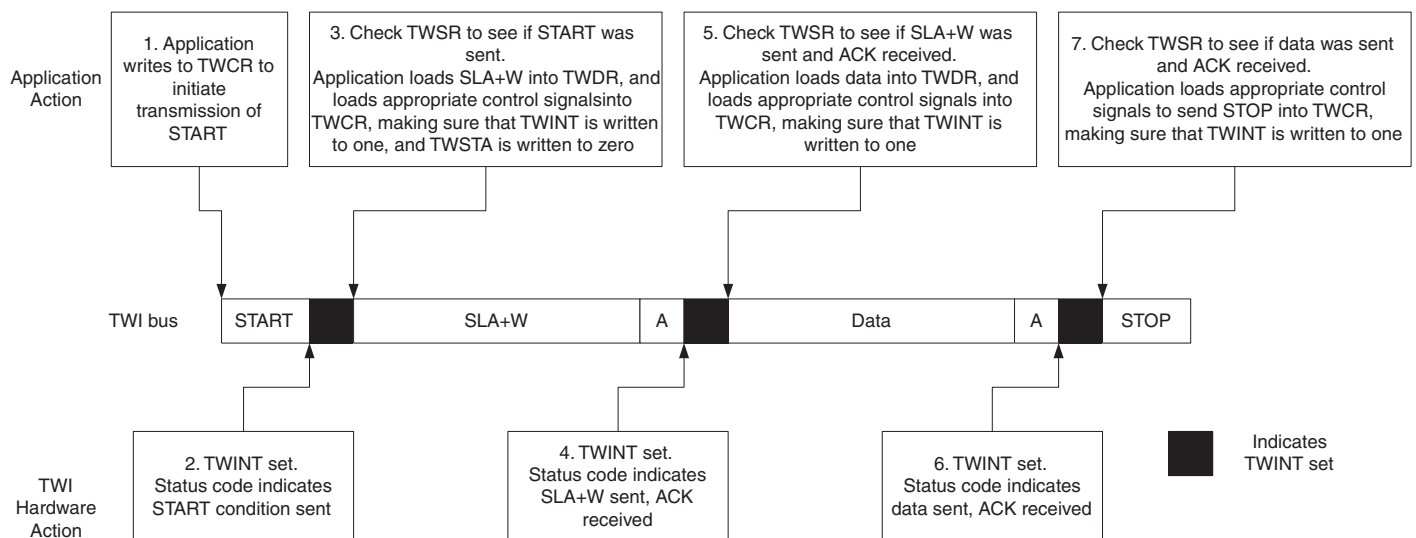 Application
Action
1. Application
writes to TWCR to
initiate
transmission of
START
3. Check TWSR to see if START was
sent.
Application loads SLA+W into TWDR, and
loads appropriate control signalsinto
TWCR, making sure that TWINT is written
to one, and TWSTA is written to zero
5. Check TWSR to see if SLA+W was
sent and ACK received.
Application loads data into TWDR, and
loads appropriate control signals into
TWCR, making sure that TWINT is
written to one
7. Check TWSR to see if data was sent
and ACK received.
Application loads appropriate control
signals to send STOP into TWCR,
making sure that TWINT is written to one
TWI bus
START
SLA+W
A
Data
A
STOP
TWI
Hardware
Action
2. TWINT set.
Status code indicates
START condition sent
4. TWINT set.
Status code indicates
SLA+W sent, ACK
received
6. TWINT set.
Status code indicates
data sent, ACK received
Indicates
TWINT set